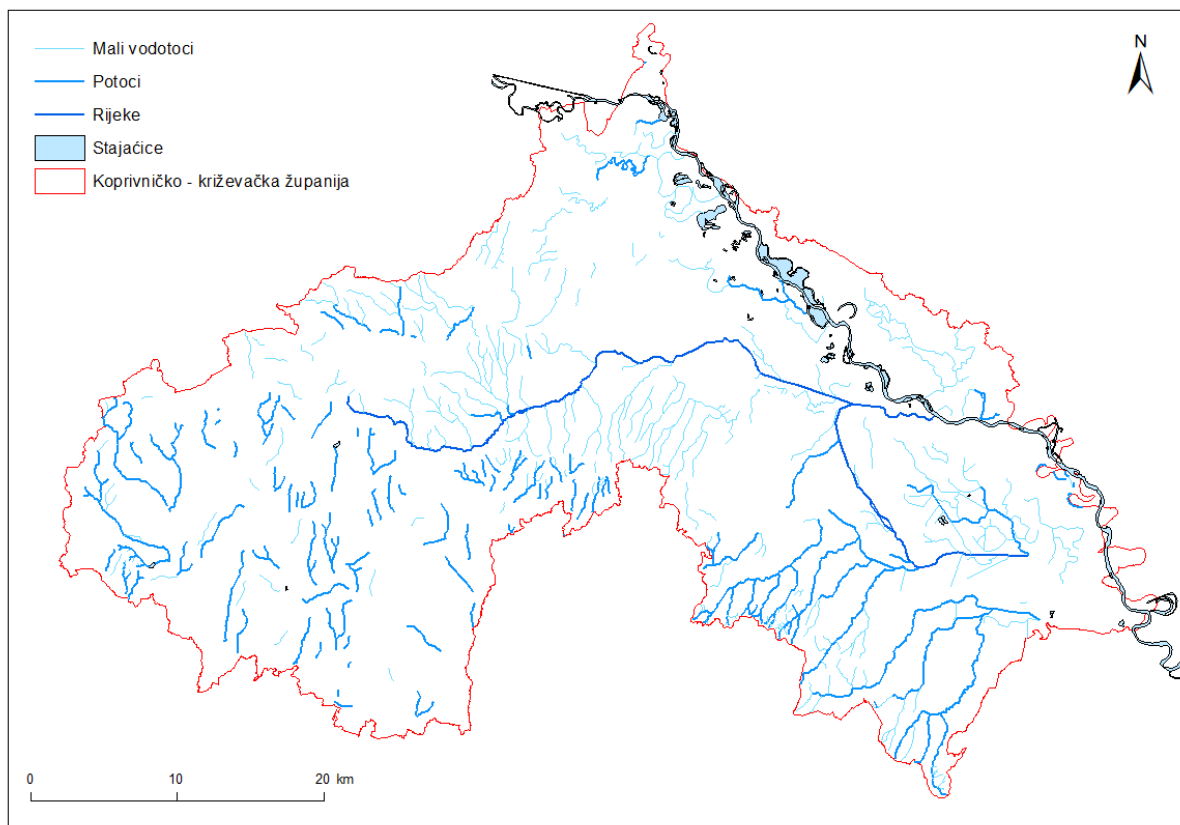 Mali vodotoci
Potoci
Rijeke
Stajaćice
Koprivničko - križevačka županija
N
0 10 20 km